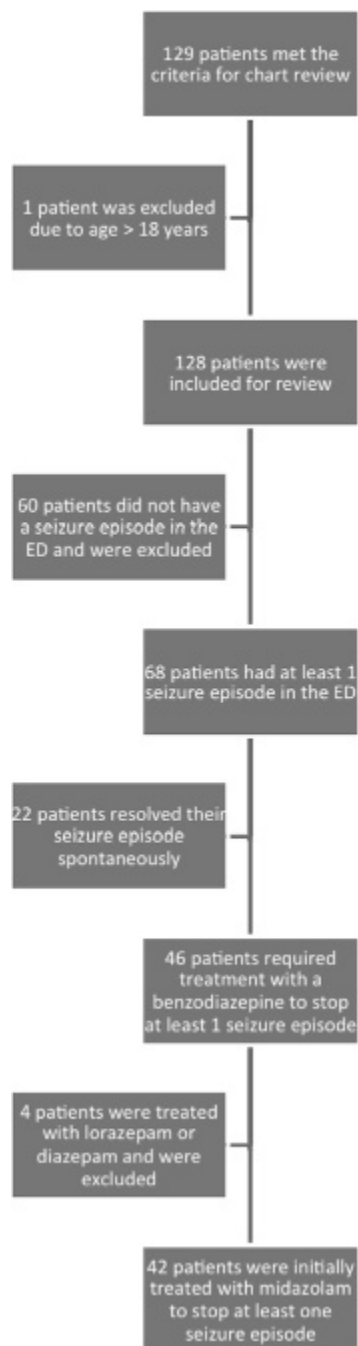 129 patients met the
criteria for chart review
1 patient was excluded
due to age > 18 years
128 patients were
included for review
60 patients did not have
a seizure episode in the
ED and were excluded
68 patients had at least 1
seizure episode in the ED
22 patients resolved their
seizure episode
spontaneously
46 patients required
treatment with a
benzodiazepine to stop
at least 1 seizure episode
4 patients were treated
with lorazepam or
diazepam and were
excluded
42 patients were initially
treated with midazolam
to stop at least one
seizure episode